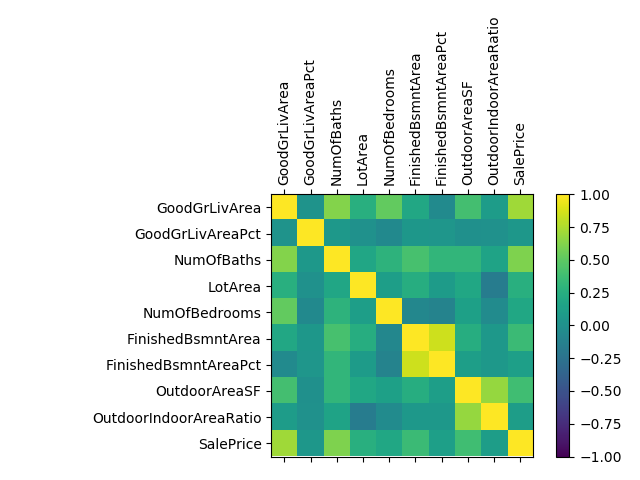 GoodGrLivArea
GoodGrLivAreaPct
NumOfBaths
LotArea
NumOfBedrooms
FinishedBsmntArea
FinishedBsmntAreaPct
OutdoorAreaSF
OutdoorIndoorAreaRatio
SalePrice
GoodGrLivArea
GoodGrLivAreaPct
NumOfBaths
LotArea
NumOfBedrooms
FinishedBsmntArea
FinishedBsmntAreaPct
OutdoorAreaSF
OutdoorIndoorAreaRatio
SalePrice
1.00
0.75
0.50
0.25
0.00
−0.25
−0.50
−0.75
−1.00